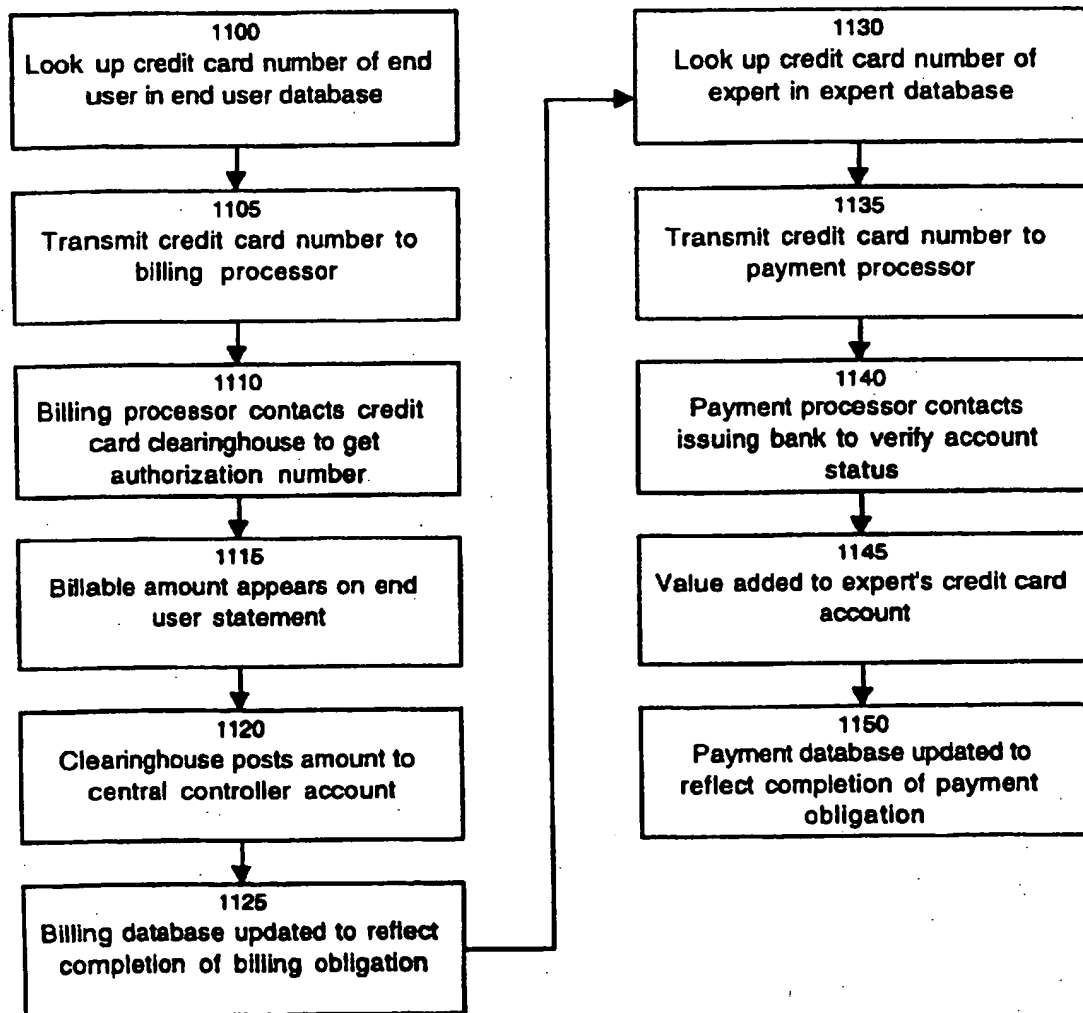 1100
Look up credit card number of end
user in end user database
1105
Transmit credit card number to
billing processor
1110
Billing processor contacts credit
card clearinghouse to get
authorization number
1115
Billable amount appears on end
user statement
1120
Clearinghouse posts amount to
central controller account
1125
Billing database updated to reflect
completion of billing obligation
1130
Look up credit card number of
expert in expert database
1135
Transmit credit card number to
payment processor
1140
Payment processor contacts
issuing bank to verify account
status
1145
Value added to expert's credit card
account
1150
Payment database updated to
reflect completion of payment
obligation